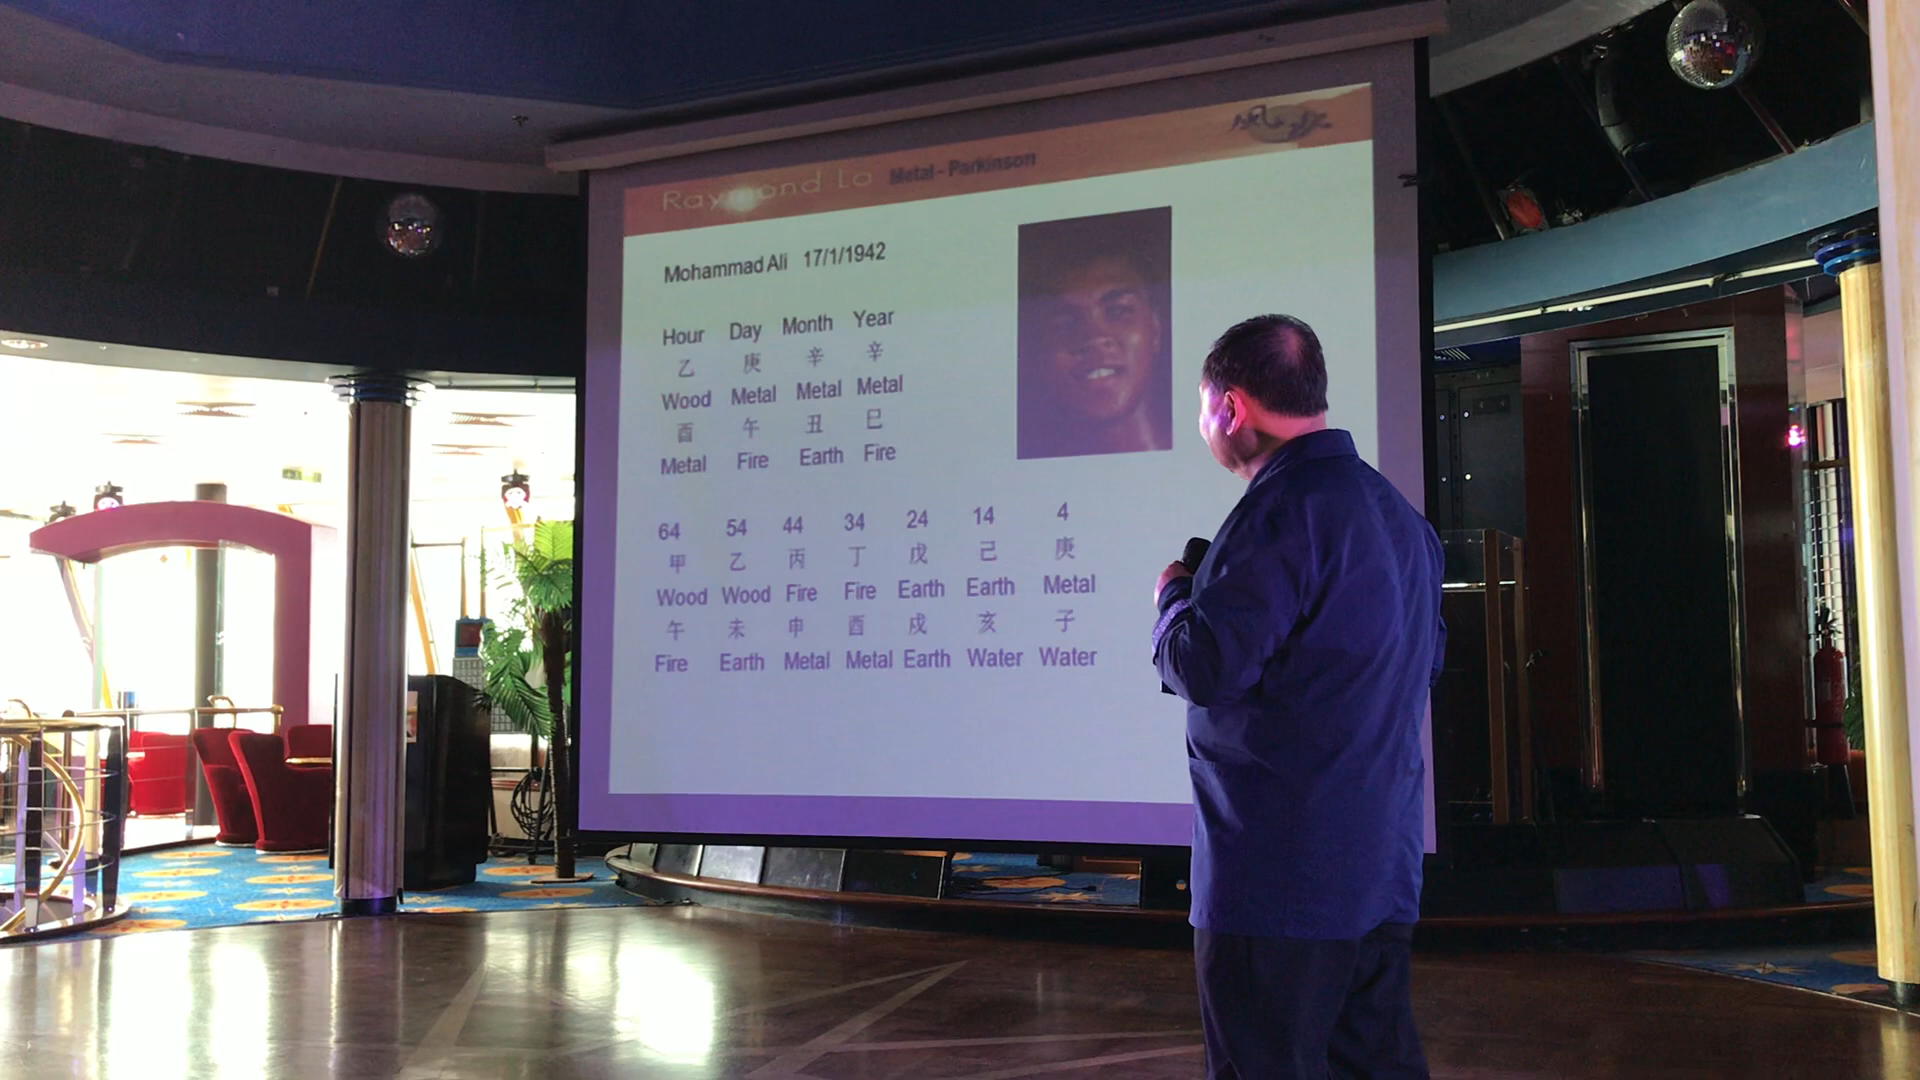 Raymond Lo Metal - Parkinson
Mohammad Ali 17/1/1942
Hour Day Month Year
乙 庚 辛 辛
Wood Metal Metal Metal
酉 午 丑 巳
Metal Fire Earth Fire
64 54 44 34 24 14 4
甲 乙 丙 丁 戊 己 庚
Wood Wood Fire Fire Earth Earth Metal
午 未 申 酉 戌 亥 子
Fire Earth Metal Metal Earth Water Water